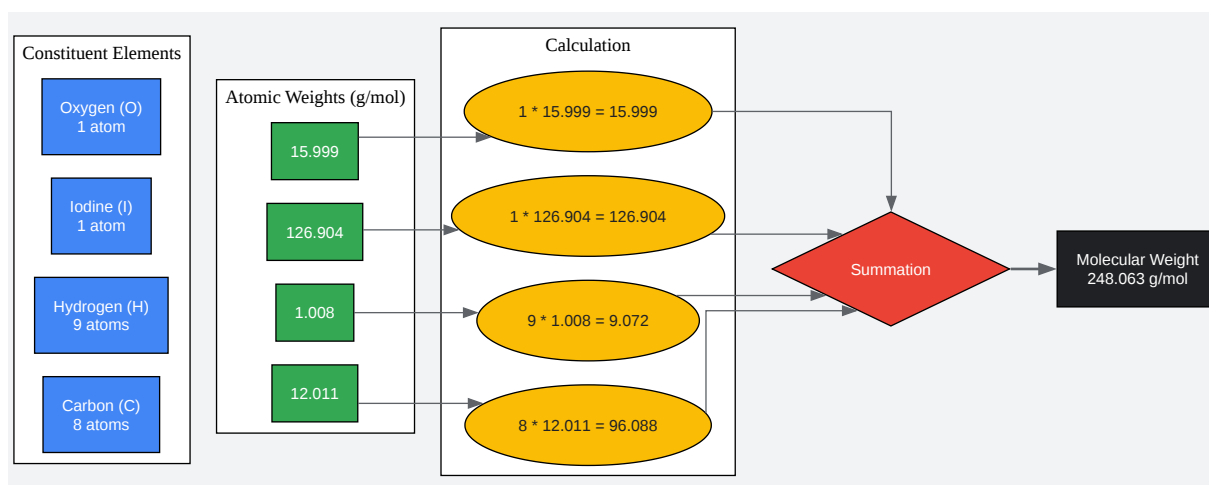 Constituent Elements
Oxygen (O)
1 atom
Iodine (I)
1 atom
Hydrogen (H)
9 atoms
Carbon (C)
8 atoms
Atomic Weights (g/mol)
15.999
126.904
1.008
12.011
Calculation
1 * 15.999 = 15.999
1 * 126.904 = 126.904
9 * 1.008 = 9.072
8 * 12.011 = 96.088
Summation
Molecular Weight
248.063 g/mol